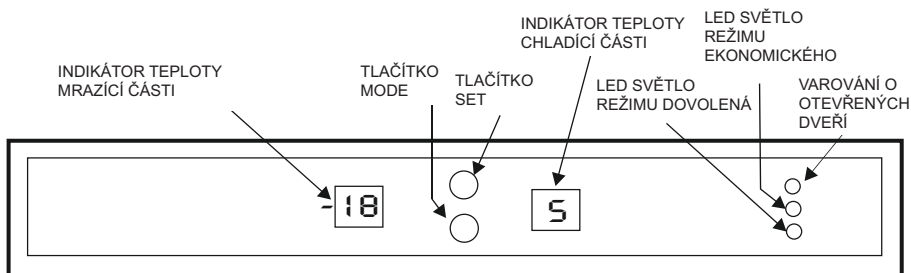 INDIKÁTOR TEPLOTY
MRAZÍCÍ ČÁSTI
TLAČÍTKO
MODE
TLAČÍTKO
SET
INDIKÁTOR TEPLOTY
CHLADÍCÍ ČÁSTI
LED SVĚTLO
REŽIMU DOVOLENÁ
LED SVĚTLO
REŽIMU
EKONOMICKÉHO
VAROVÁNI O
OTEVŘENÝCH
DVEŘÍ
-18
5